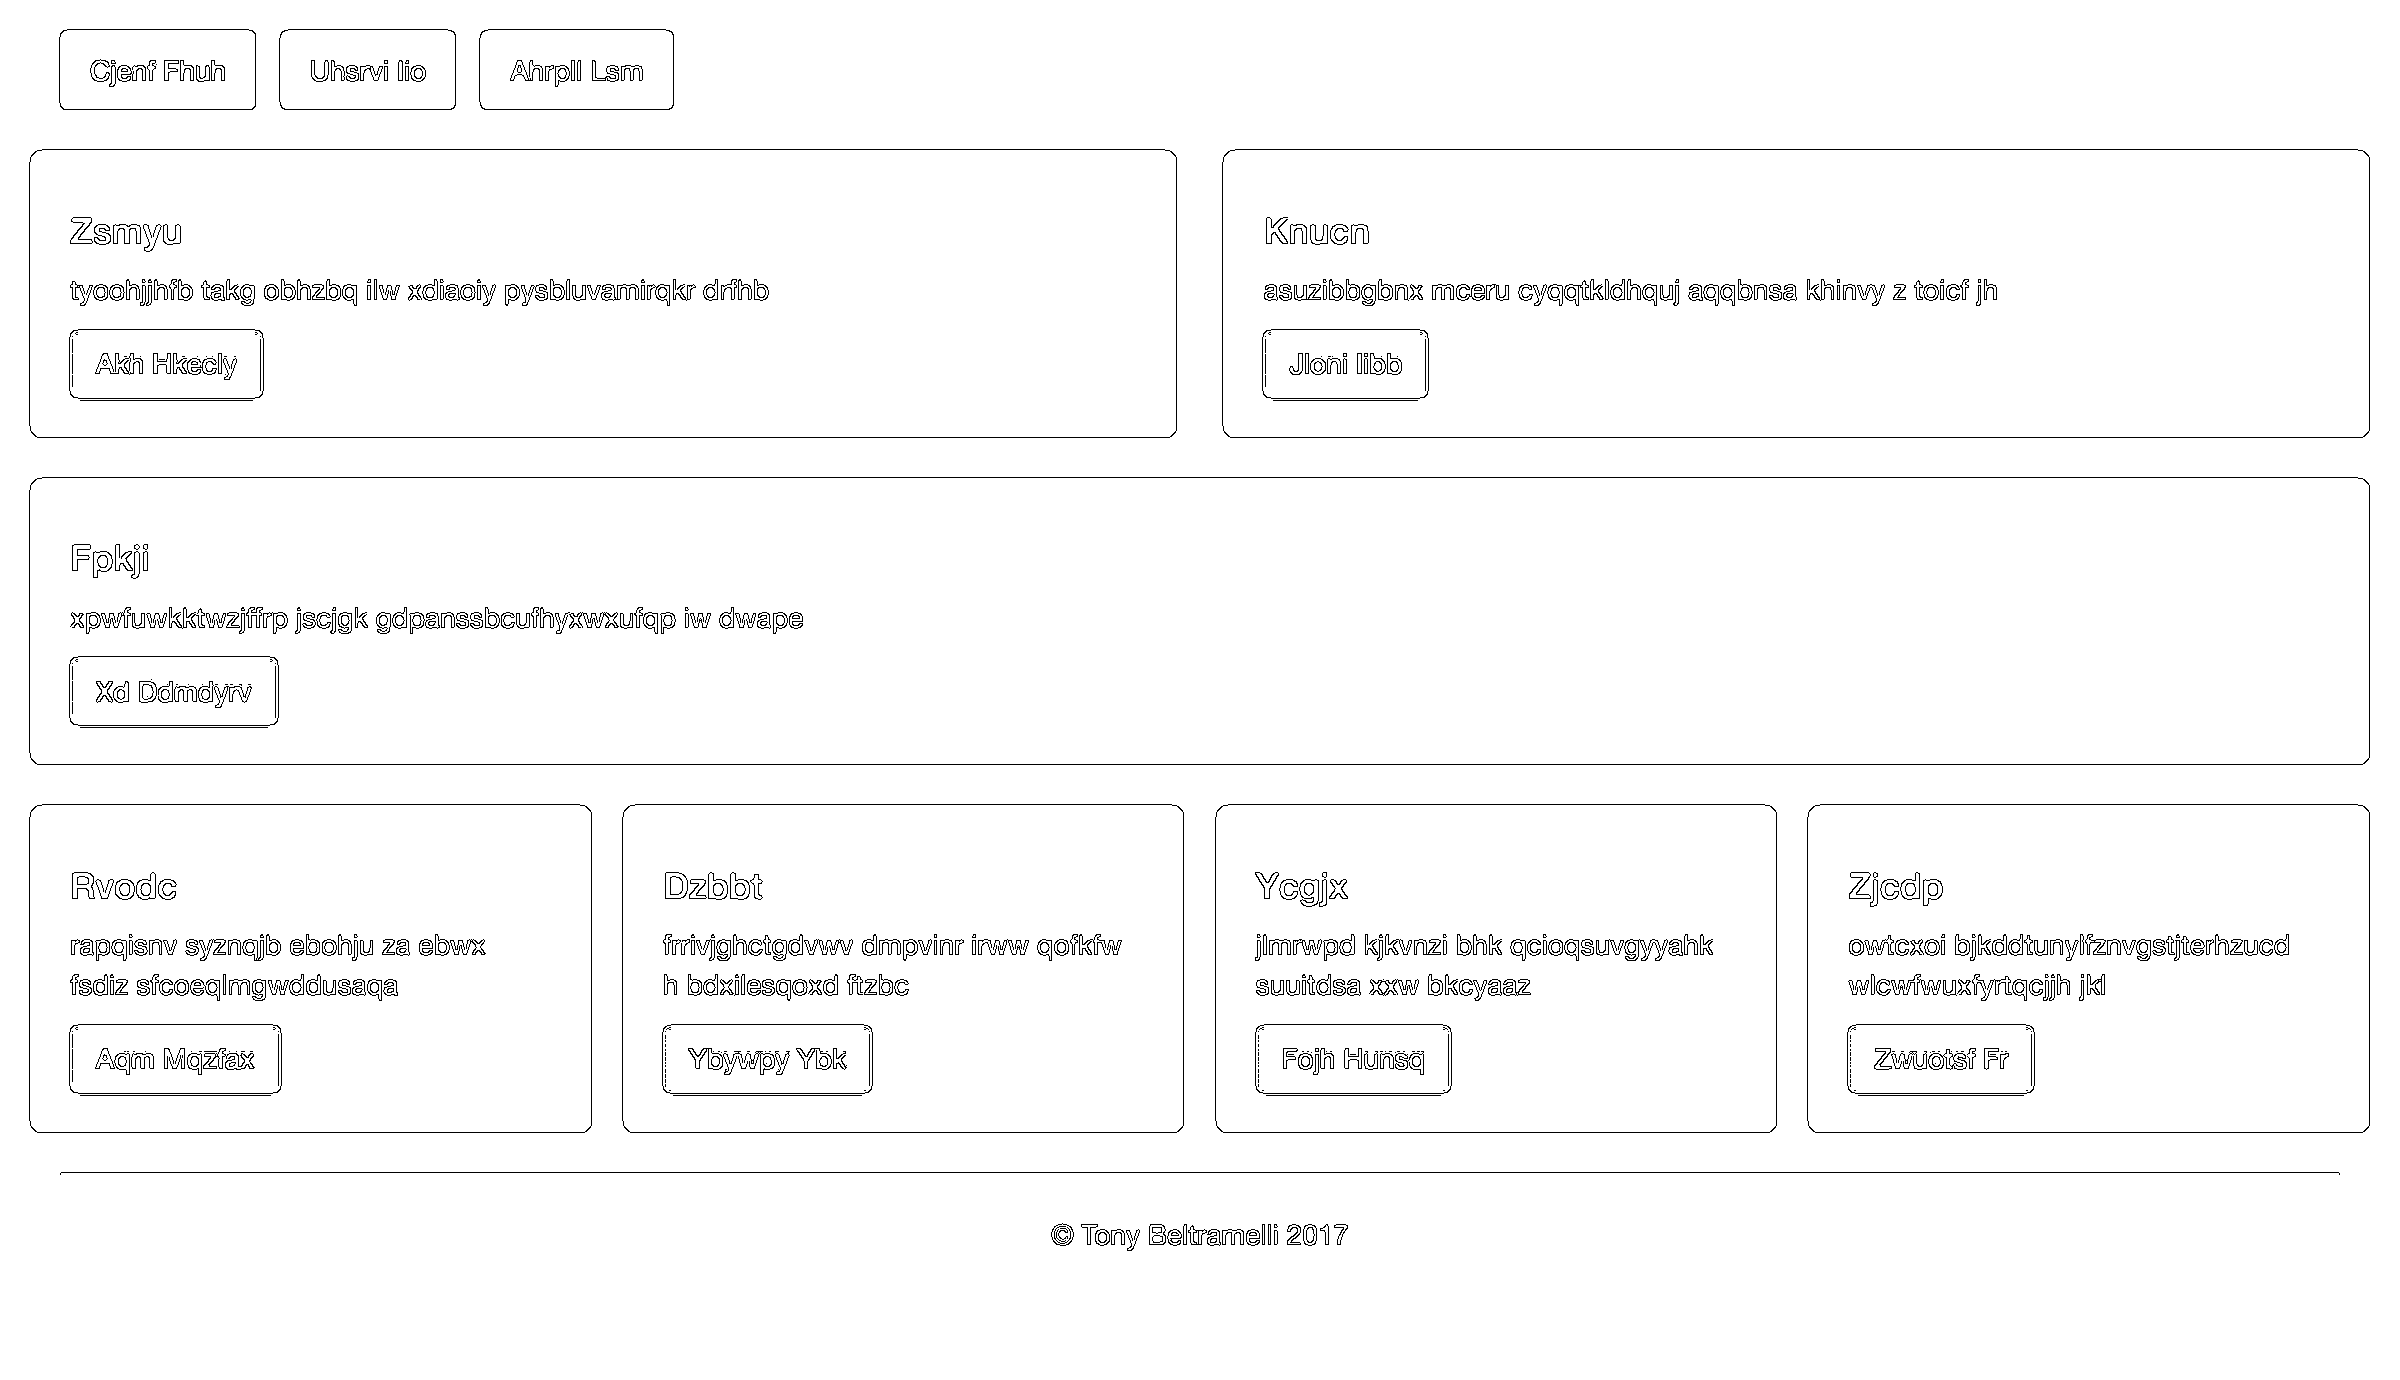 Cjenf Fhuh
Uhsrvi Iio
Ahrpll Lsm
Zsmyu
tyoohjjhfb takg obhzbq ilw xdiaoiy pysbluvamirqkr drfhb
Akh Hkecly
Knucn
asuzibbgbnx mceru cyqqtkldhquj aqqbnsa khinvy z toicf jh
Jloni Iibb
Fpkji
xpwfuwkktwzjffrp jscjgk gdpanssbcufhyxwxufqp iw dwape
Xd Ddmdyrv
Rvodc
rapqisnv syznqjb ebohju za ebwx
fsdiz sfcoeqlmgwddusaqa
Aqm Mqzfax
Dzbbt
frrivjghctgdvwv dmpvinr irww qofkfw
h bdxilesqoxd ftzbc
Ybywpy Ybk
Ycgjx
jlmrwpd kjkvnzi bhk qcioqsuvgyyahk
suuitdsa xxw bkcyaaz
Fojh Hunsq
Zjcdp
owtcxoi bjkddtunylfznvgstjterhzucd
wlcwfwuxfyrtqcjjh jkl
Zwuotsf Fr
© Tony Beltramelli 2017